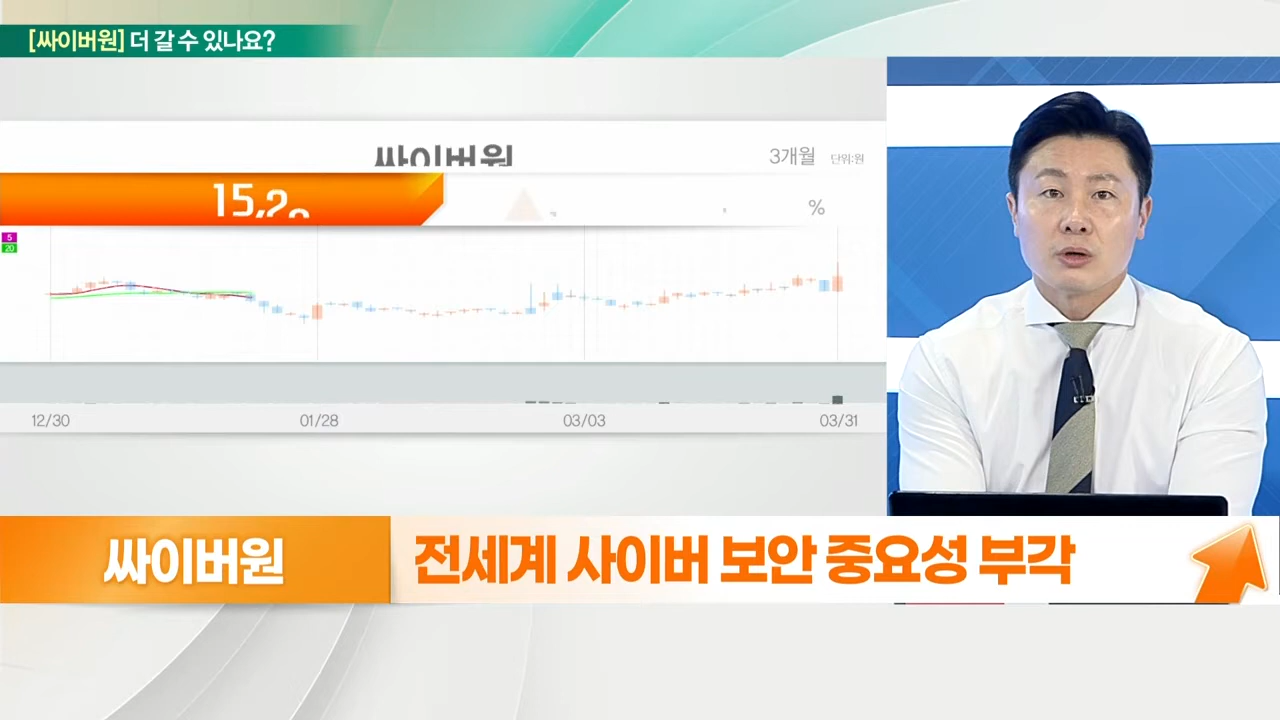 [싸이버원] 더 갈 수 있나요?
싸이버원
3개월 단위:원
%
5
20
12/30 01/28 03/03 03/31
싸이버원 전세계 사이버 보안 중요성 부각